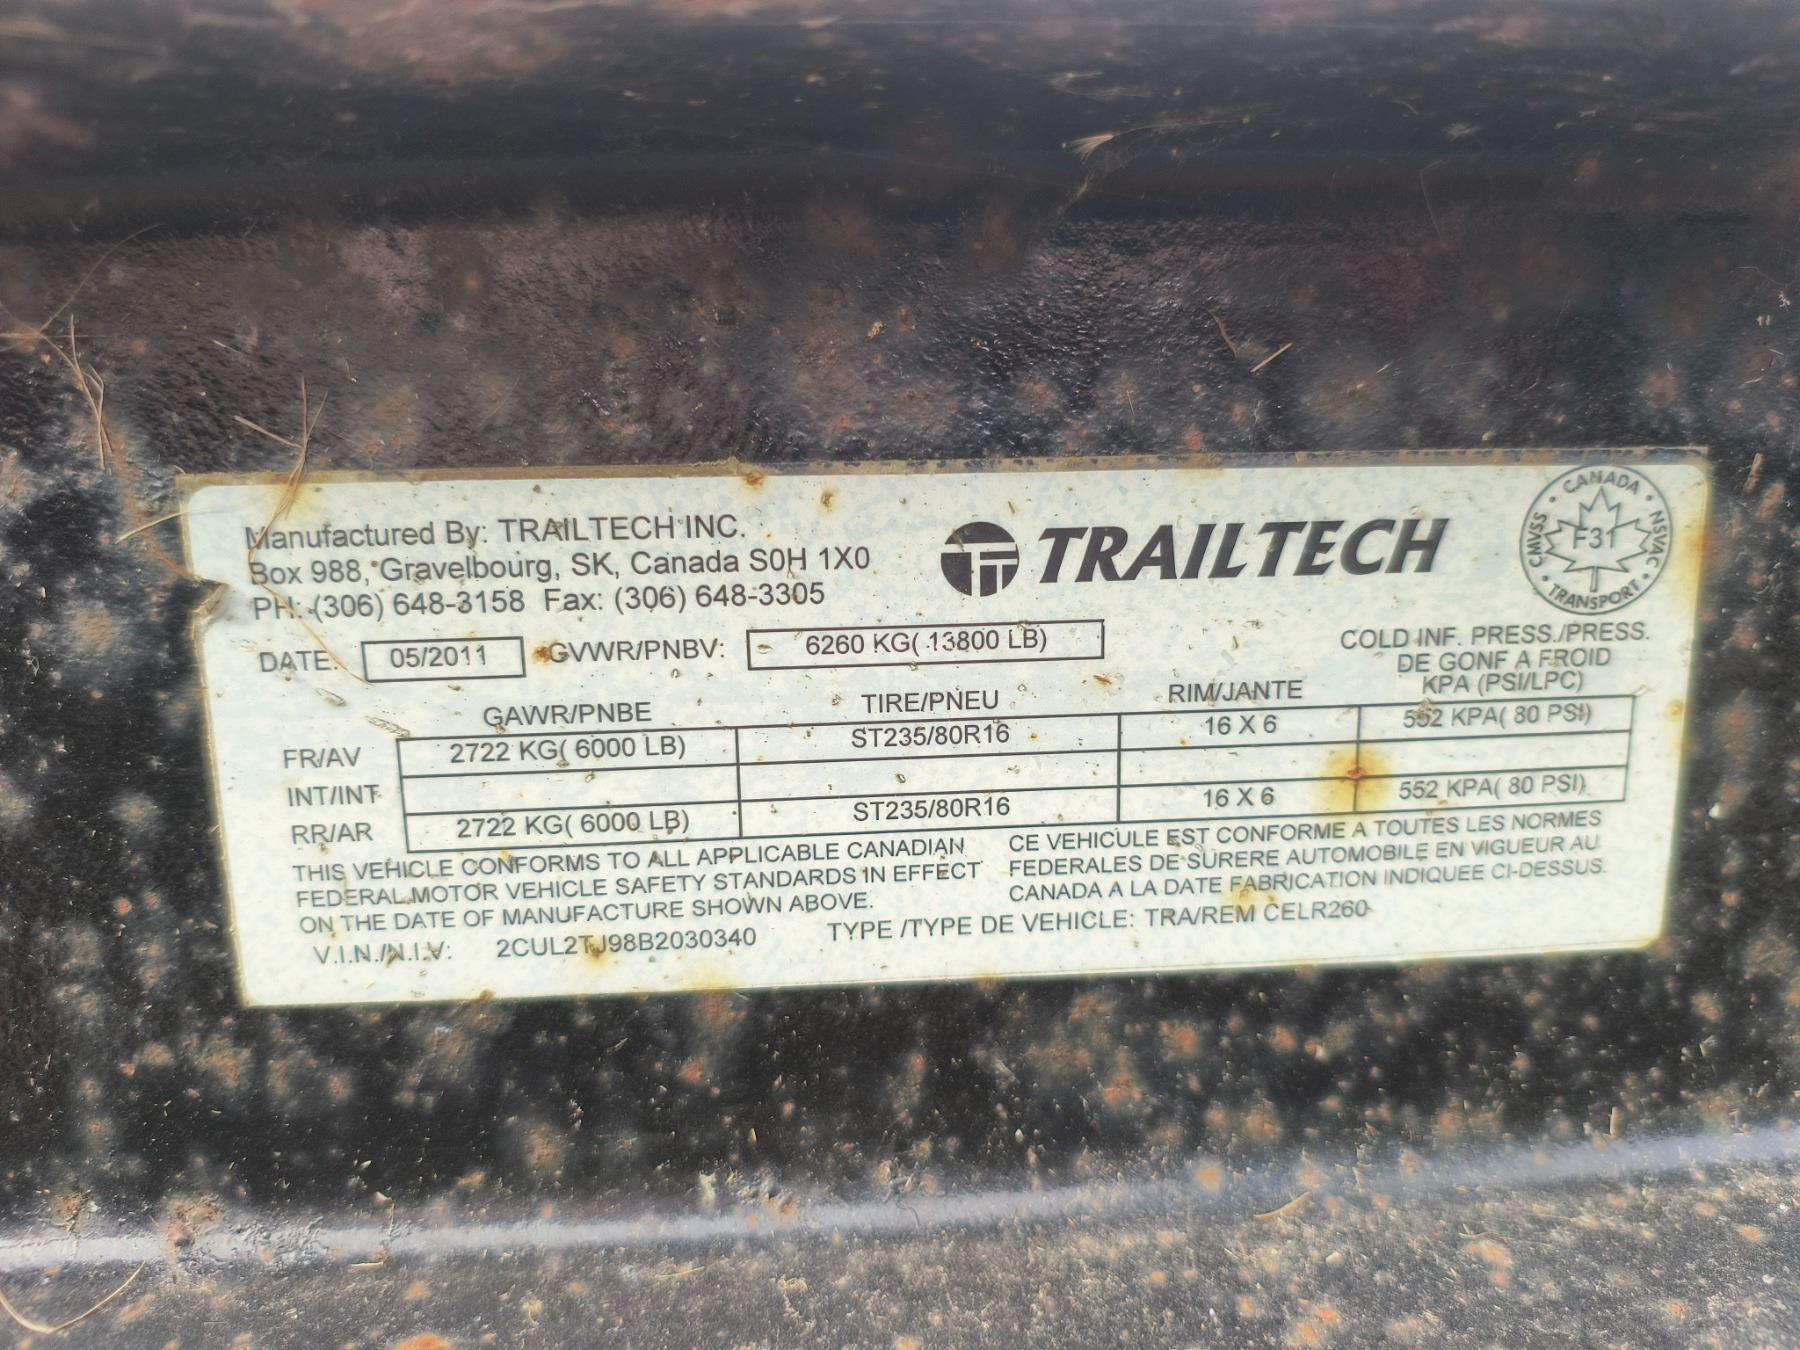 Manufactured By: TRAILTECH INC.
Box 988, Gravelbourg, SK, Canada S0H 1X0
PH: (306) 648-3158 Fax: (306) 648-3305
TRAILTECH
CANADA
CMVSS
NSVAC
F31
TRANSPORT
DATE: 05/2011 GVWR/PNBV: 6260 KG( 13800 LB)
COLD INF. PRESS./PRESS.
DE GONF A FROID
KPA (PSI/LPC)
GAWR/PNBE TIRE/PNEU RIM/JANTE
FR/AV 2722 KG( 6000 LB) ST235/80R16 16 X 6 552 KPA( 80 PSI)
INT/INT
RR/AR 2722 KG( 6000 LB) ST235/80R16 16 X 6 552 KPA( 80 PSI)
THIS VEHICLE CONFORMS TO ALL APPLICABLE CANADIAN
FEDERAL MOTOR VEHICLE SAFETY STANDARDS IN EFFECT
ON THE DATE OF MANUFACTURE SHOWN ABOVE.
CE VEHICULE EST CONFORME A TOUTES LES NORMES
FEDERALES DE SURERE AUTOMOBILE EN VIGUEUR AU
CANADA A LA DATE FABRICATION INDIQUEE CI-DESSUS.
V.I.N./N.I.V: 2CUL2TJ98B2030340 TYPE /TYPE DE VEHICLE: TRA/REM CELR260